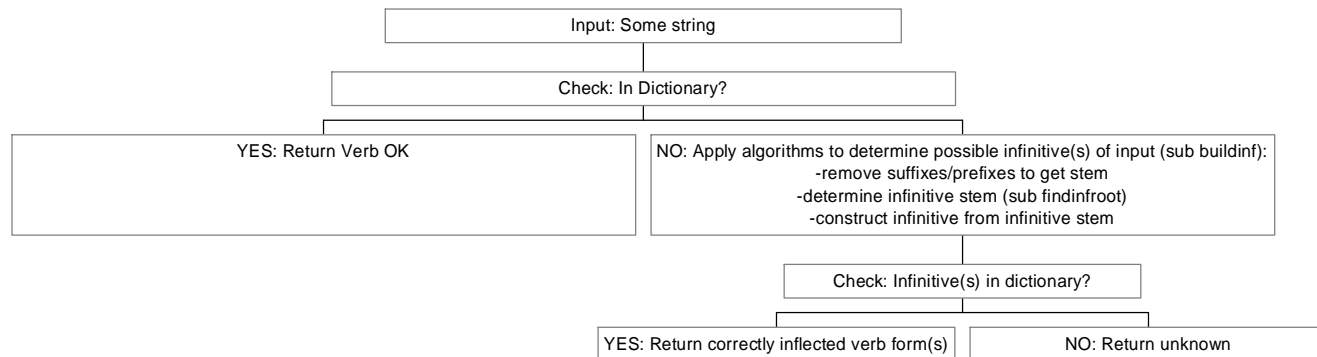 Input: Some string
Check: In Dictionary?
YES: Return Verb OK
NO: Apply algorithms to determine possible infinitive(s) of input (sub buildinf):
-remove suffixes/prefixes to get stem
-determine infinitive stem (sub findinfroot)
-construct infinitive from infinitive stem
Check: Infinitive(s) in dictionary?
YES: Return correctly inflected verb form(s)
NO: Return unknown